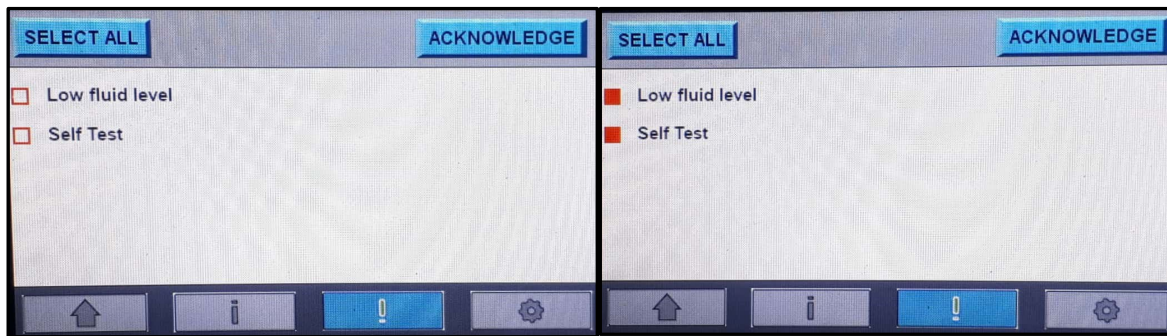 SELECT ALL
ACKNOWLEDGE
Low fluid level
Self Test
i
!
SELECT ALL
ACKNOWLEDGE
Low fluid level
Self Test
i
!